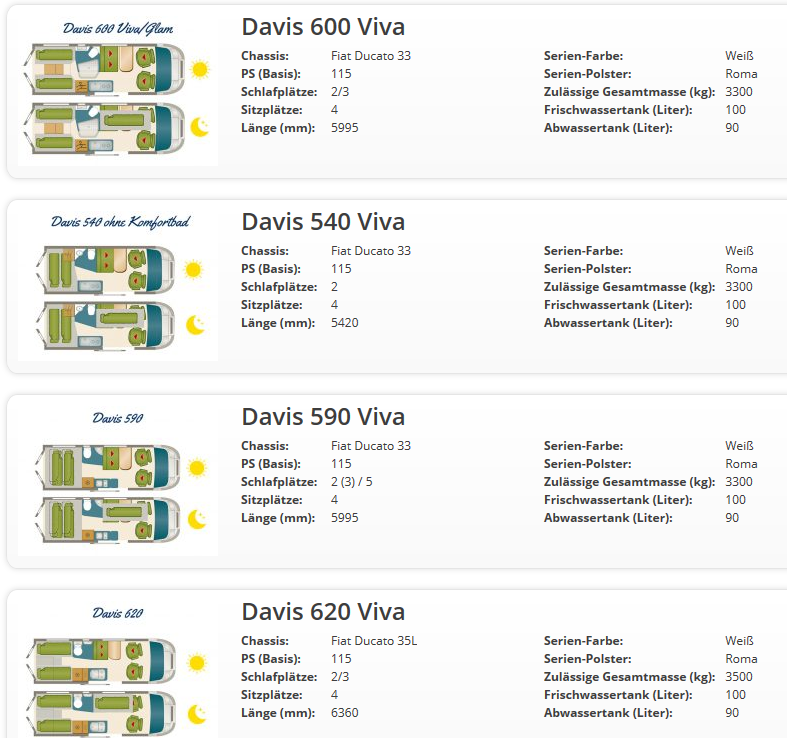 Davis 600 Viva/Glam
Davis 600 Viva
Chassis: Fiat Ducato 33 Serien-Farbe: Weiß
PS (Basis): 115 Serien-Polster: Roma
Schlafplätze: 2/3 Zulässige Gesamtmasse (kg): 3300
Sitzplätze: 4 Frischwassertank (Liter): 100
Länge (mm): 5995 Abwassertank (Liter): 90
Davis 540 ohne Komfortbad
Davis 540 Viva
Chassis: Fiat Ducato 33 Serien-Farbe: Weiß
PS (Basis): 115 Serien-Polster: Roma
Schlafplätze: 2 Zulässige Gesamtmasse (kg): 3300
Sitzplätze: 4 Frischwassertank (Liter): 100
Länge (mm): 5420 Abwassertank (Liter): 90
Davis 590
Davis 590 Viva
Chassis: Fiat Ducato 33 Serien-Farbe: Weiß
PS (Basis): 115 Serien-Polster: Roma
Schlafplätze: 2 (3) / 5 Zulässige Gesamtmasse (kg): 3300
Sitzplätze: 4 Frischwassertank (Liter): 100
Länge (mm): 5995 Abwassertank (Liter): 90
Davis 620
Davis 620 Viva
Chassis: Fiat Ducato 35L Serien-Farbe: Weiß
PS (Basis): 115 Serien-Polster: Roma
Schlafplätze: 2/3 Zulässige Gesamtmasse (kg): 3500
Sitzplätze: 4 Frischwassertank (Liter): 100
Länge (mm): 6360 Abwassertank (Liter): 90